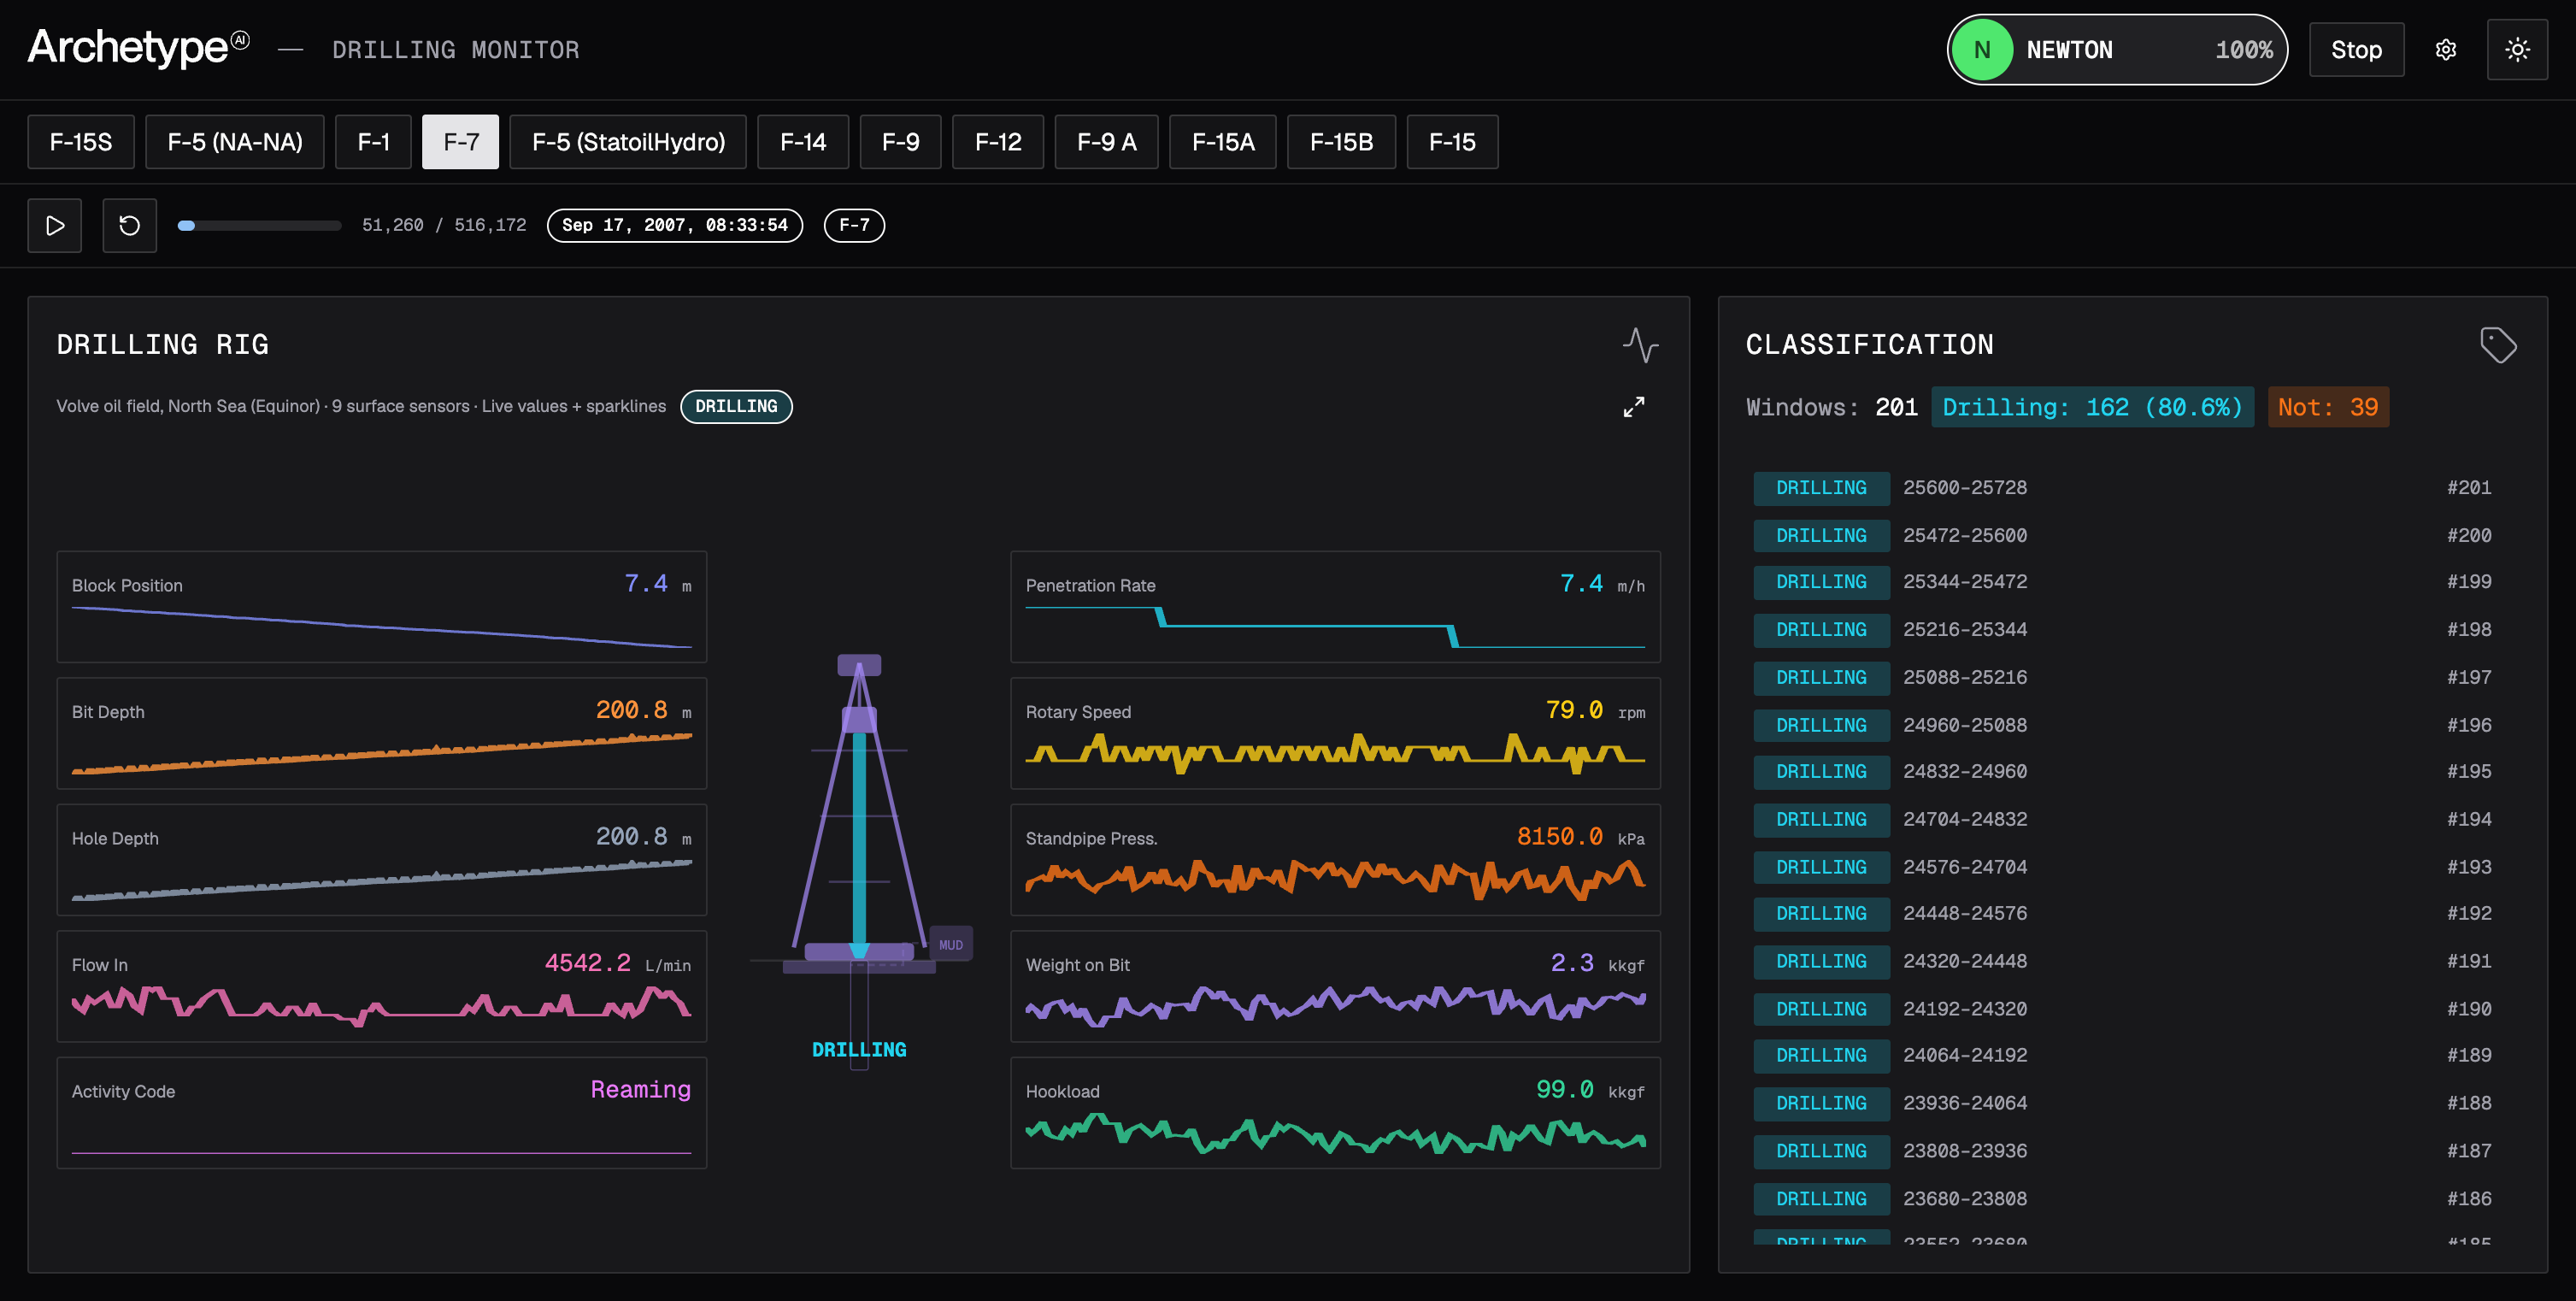 Archetype AI — DRILLING MONITOR
N NEWTON 100% Stop
F-15S F-5 (NA-NA) F-1 F-7 F-5 (StatoilHydro) F-14 F-9 F-12 F-9 A F-15A F-15B F-15
51,260 / 516,172 Sep 17, 2007, 08:33:54 F-7
DRILLING RIG
Volve oil field, North Sea (Equinor) · 9 surface sensors · Live values + sparklines DRILLING
Block Position 7.4 m
Bit Depth 200.8 m
Hole Depth 200.8 m
Flow In 4542.2 L/min
Activity Code Reaming
MUD
DRILLING
Penetration Rate 7.4 m/h
Rotary Speed 79.0 rpm
Standpipe Press. 8150.0 kPa
Weight on Bit 2.3 kkgf
Hookload 99.0 kkgf
CLASSIFICATION
Windows: 201 Drilling: 162 (80.6%) Not: 39
DRILLING 25600-25728 #201
DRILLING 25472-25600 #200
DRILLING 25344-25472 #199
DRILLING 25216-25344 #198
DRILLING 25088-25216 #197
DRILLING 24960-25088 #196
DRILLING 24832-24960 #195
DRILLING 24704-24832 #194
DRILLING 24576-24704 #193
DRILLING 24448-24576 #192
DRILLING 24320-24448 #191
DRILLING 24192-24320 #190
DRILLING 24064-24192 #189
DRILLING 23936-24064 #188
DRILLING 23808-23936 #187
DRILLING 23680-23808 #186
DRILLING 23552-23680 #185